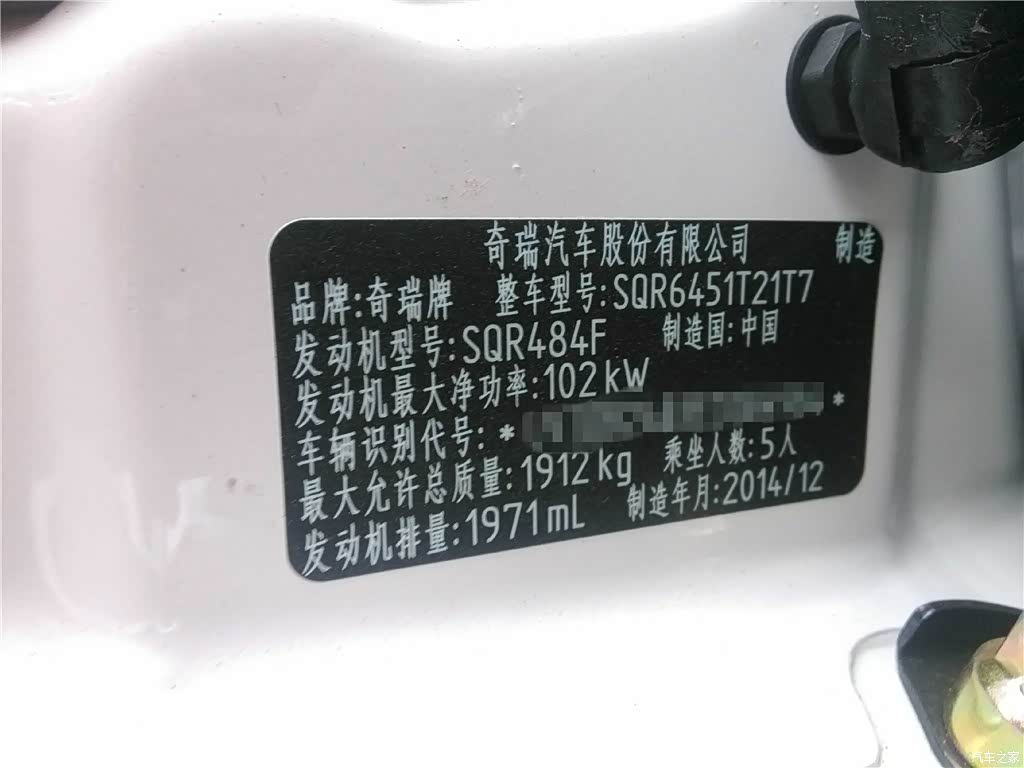 奇瑞汽车股份有限公司 制造
品牌:奇瑞牌 整车型号:SQR6451T21T7
发动机型号:SQR484F 制造国:中国
发动机最大净功率:102kW
车辆识别代号:* *
最大允许总质量:1912kg 乘坐人数:5人
发动机排量:1971mL 制造年月:2014/12
汽车之家